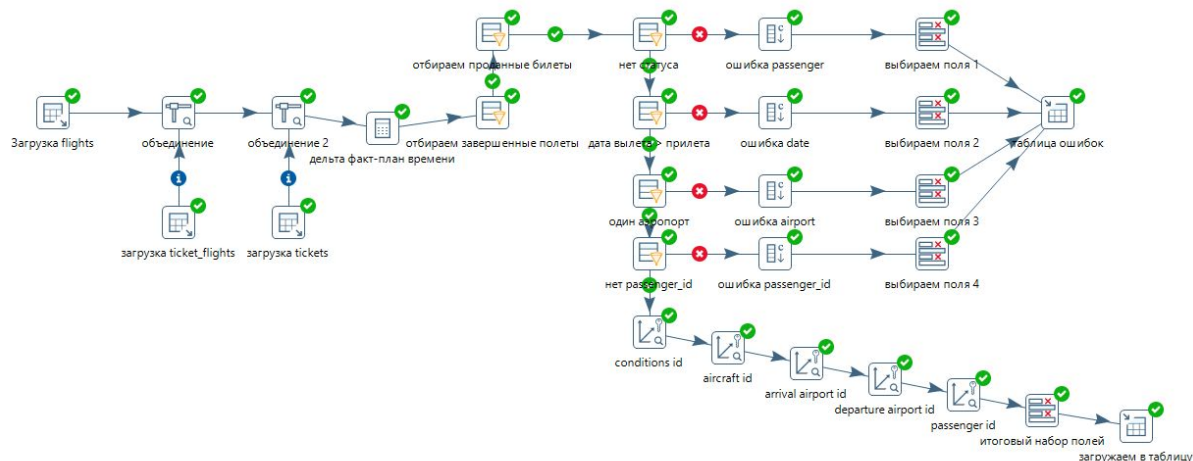 отбираем проданные билеты
нет статуса
ошибка passenger
выбираем поля 1
Загрузка flights
объединение
объединение 2
дельта факт-план времени
отбираем завершенные полеты
дата вылета > прилета
ошибка date
выбираем поля 2
таблица ошибок
загрузка ticket_flights
загрузка tickets
один аэропорт
ошибка airport
выбираем поля 3
нет passenger_id
ошибка passenger_id
выбираем поля 4
conditions id
aircraft id
arrival airport id
departure airport id
passenger id
итоговый набор полей
загружаем в таблицу